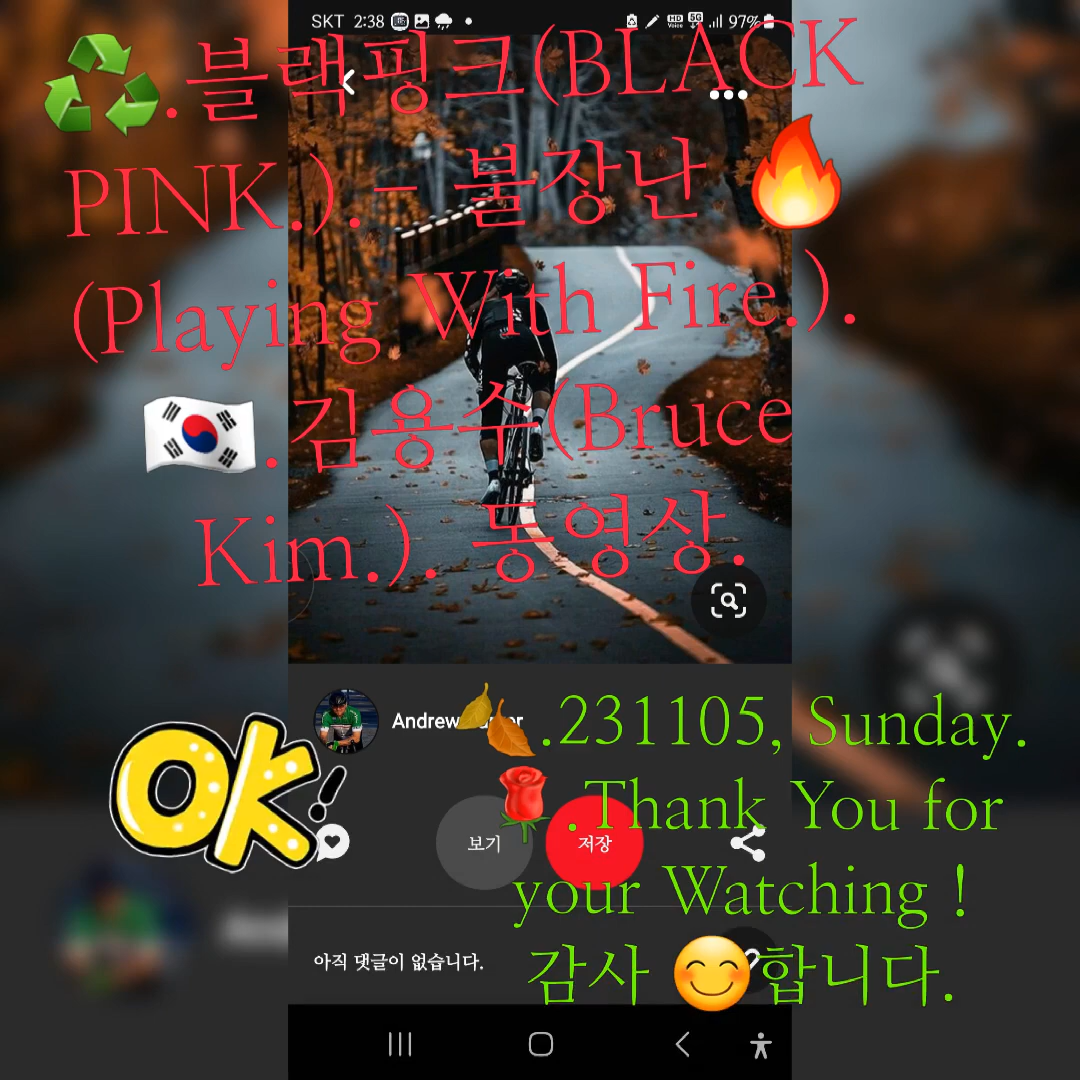 SKT 2:38 97%
♻️.블랙핑크(BLACK
PINK.). - 불장난 🔥
(Playing With Fire.).
🇰🇷.김용수(Bruce
Kim.). 동영상.
🍂.231105, Sunday.
🌹.Thank You for
your Watching !
감사 😊합니다.
OK!
Andrew
보기
저장
아직 댓글이 없습니다.